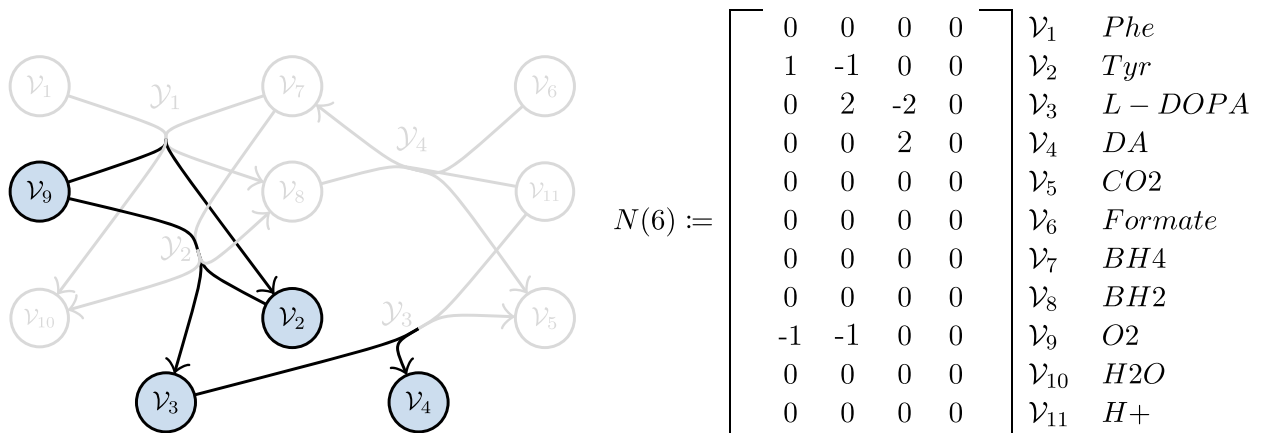 𝒱₁ 𝒴₁ 𝒱₇ 𝒱₆
𝒴₄
𝒱₉ 𝒱₈ 𝒱₁₁
𝒴₂
𝒱₁₀ 𝒱₂ 𝒴₃ 𝒱₅
𝒱₃ 𝒱₄
N(6) :=
0 0 0 0 𝒱₁ Phe
1 -1 0 0 𝒱₂ Tyr
0 2 -2 0 𝒱₃ L − DOPA
0 0 2 0 𝒱₄ DA
0 0 0 0 𝒱₅ CO2
0 0 0 0 𝒱₆ Formate
0 0 0 0 𝒱₇ BH4
0 0 0 0 𝒱₈ BH2
-1 -1 0 0 𝒱₉ O2
0 0 0 0 𝒱₁₀ H2O
0 0 0 0 𝒱₁₁ H+